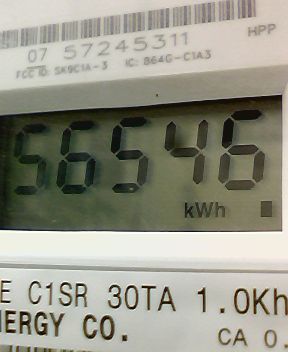 HPP
07 57245311
FCC ID: SK9C1A-3 IC: 864G-C1A3
56546
kWh
E C1SR 30TA 1.0Kh
NERGY CO.
CA 0.